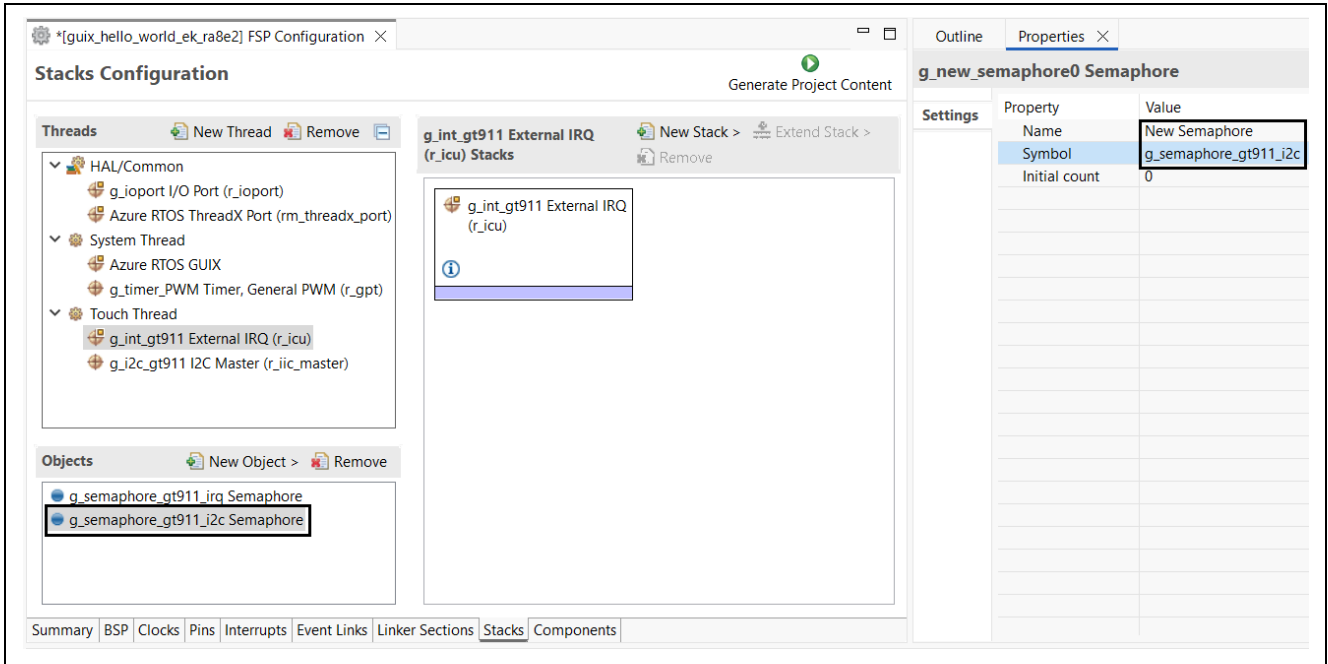 *[guix_hello_world_ek_ra8e2] FSP Configuration
Stacks Configuration
Generate Project Content
Threads
New Thread
Remove
HAL/Common
g_ioport I/O Port (r_ioport)
Azure RTOS ThreadX Port (rm_threadx_port)
System Thread
Azure RTOS GUIX
g_timer_PWM Timer, General PWM (r_gpt)
Touch Thread
g_int_gt911 External IRQ (r_icu)
g_i2c_gt911 I2C Master (r_iic_master)
Objects
New Object >
Remove
g_semaphore_gt911_irq Semaphore
g_semaphore_gt911_i2c Semaphore
g_int_gt911 External IRQ
(r_icu) Stacks
New Stack >
Extend Stack >
Remove
g_int_gt911 External IRQ
(r_icu)
Summary BSP Clocks Pins Interrupts Event Links Linker Sections Stacks Components
Outline
Properties
g_new_semaphore0 Semaphore
Settings
Property Value
Name New Semaphore
Symbol g_semaphore_gt911_i2c
Initial count 0